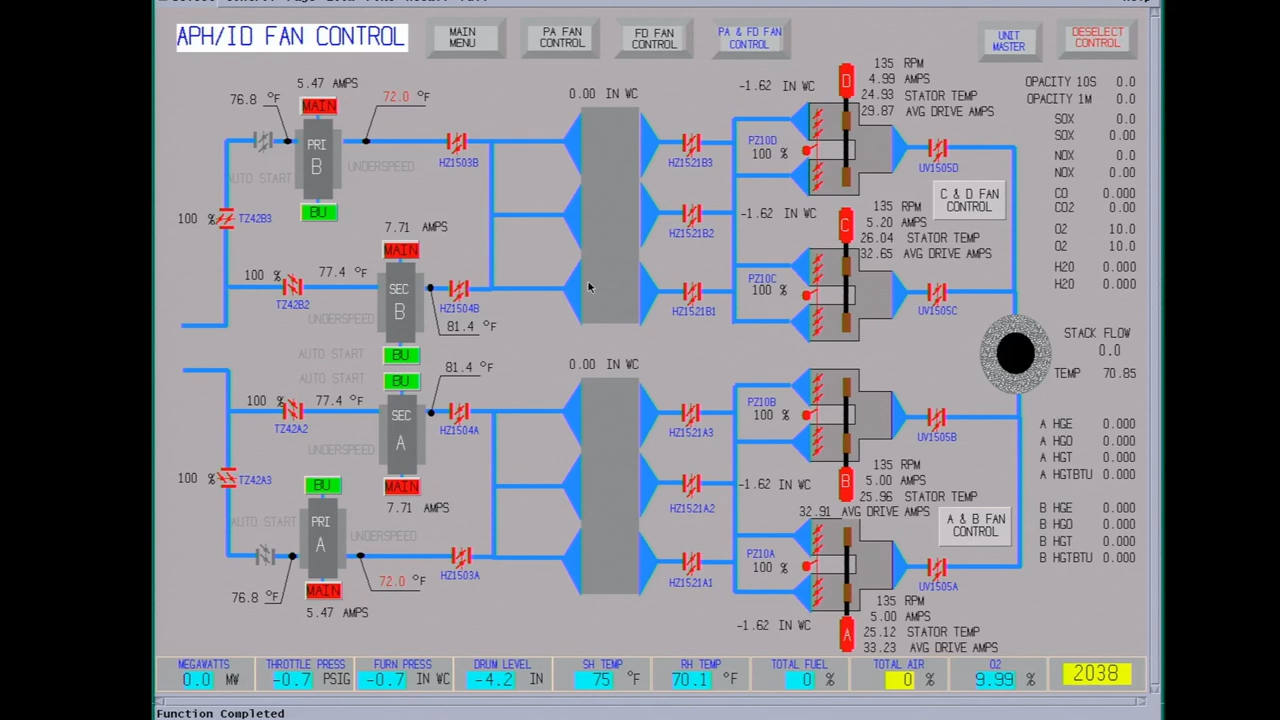 APH/ID FAN CONTROL
MAIN MENU
PA FAN CONTROL
FD FAN CONTROL
PA & FD FAN CONTROL
UNIT MASTER
DESELECT CONTROL
5.47 AMPS
76.8 °F
MAIN
72.0 °F
PRI B
AUTO START
UNDERSPEED
BU
HZ1503B
100 %
TZ42B3
7.71 AMPS
MAIN
100 %
77.4 °F
TZ42B2
SEC B
UNDERSPEED
HZ1504B
81.4 °F
AUTO START
BU
AUTO START
BU
81.4 °F
100 %
77.4 °F
TZ42A2
SEC A
HZ1504A
UNDERSPEED
100 %
TZ42A3
MAIN
7.71 AMPS
BU
AUTO START
PRI A
UNDERSPEED
HZ1503A
72.0 °F
76.8 °F
MAIN
5.47 AMPS
0.00 IN WC
HZ1521B3
HZ1521B2
HZ1521B1
0.00 IN WC
HZ1521A3
HZ1521A2
HZ1521A1
-1.62 IN WC
D
135 RPM
4.99 AMPS
24.93 STATOR TEMP
29.87 AVG DRIVE AMPS
PZ10D
100 %
UV1505D
C & D FAN CONTROL
-1.62 IN WC
C
135 RPM
5.20 AMPS
26.04 STATOR TEMP
32.65 AVG DRIVE AMPS
PZ10C
100 %
UV1505C
PZ10B
100 %
UV1505B
-1.62 IN WC
B
135 RPM
5.00 AMPS
25.96 STATOR TEMP
32.91 AVG DRIVE AMPS
A & B FAN CONTROL
PZ10A
100 %
UV1505A
-1.62 IN WC
A
135 RPM
5.00 AMPS
25.12 STATOR TEMP
33.23 AVG DRIVE AMPS
OPACITY 10S 0.0
OPACITY 1M 0.0
SOX 0.0
SOX 0.00
NOX 0.0
NOX 0.00
CO 0.000
CO2 0.00
O2 10.0
O2 10.0
H2O 0.00
H2O 0.00
STACK FLOW
0.0
TEMP 70.85
A HGE 0.000
A HGO 0.000
A HGT 0.000
A HGTBTU 0.000
B HGE 0.000
B HGO 0.000
B HGT 0.000
B HGTBTU 0.000
MEGAWATTS
0.0 MW
THROTTLE PRESS
-0.7 PSIG
FURN PRESS
-0.7 IN WC
DRUM LEVEL
-4.2 IN
SH TEMP
75 °F
RH TEMP
70.1 °F
TOTAL FUEL
0 %
TOTAL AIR
0 %
O2
9.99 %
2038
Function Completed